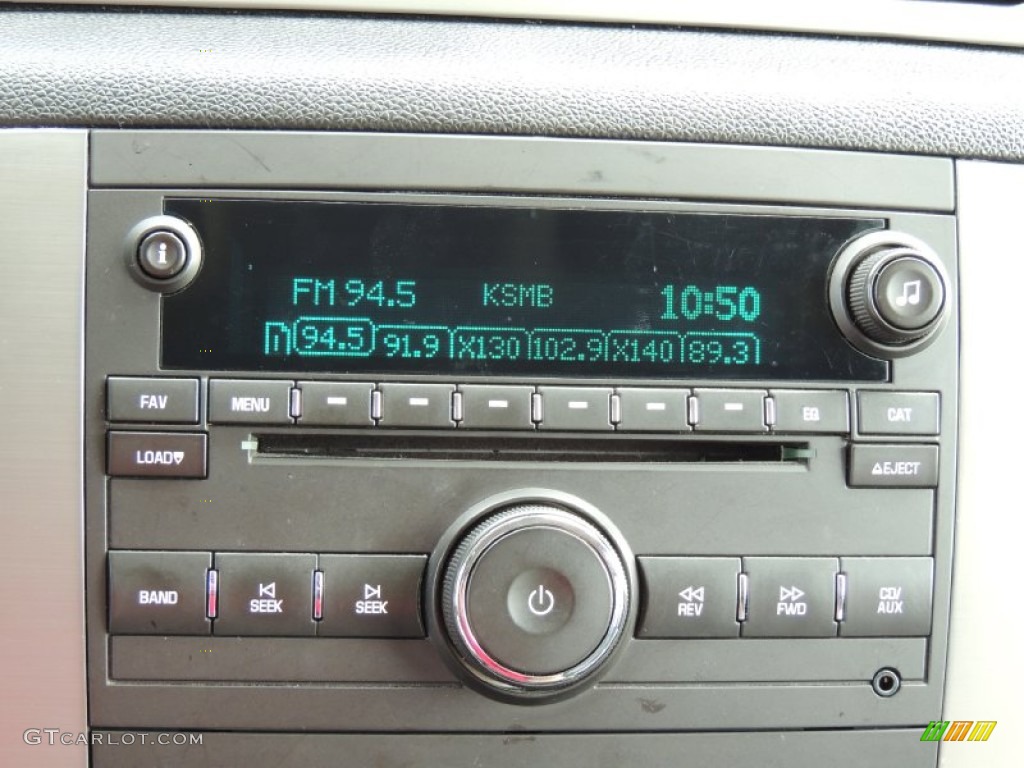 i
FM 94.5 KSMB 10:50
94.5 91.9 X130 102.9 X140 89.3
FAV MENU EQ CAT
LOAD EJECT
BAND SEEK SEEK REV FWD CD/
AUX
GTCARLOT.COM